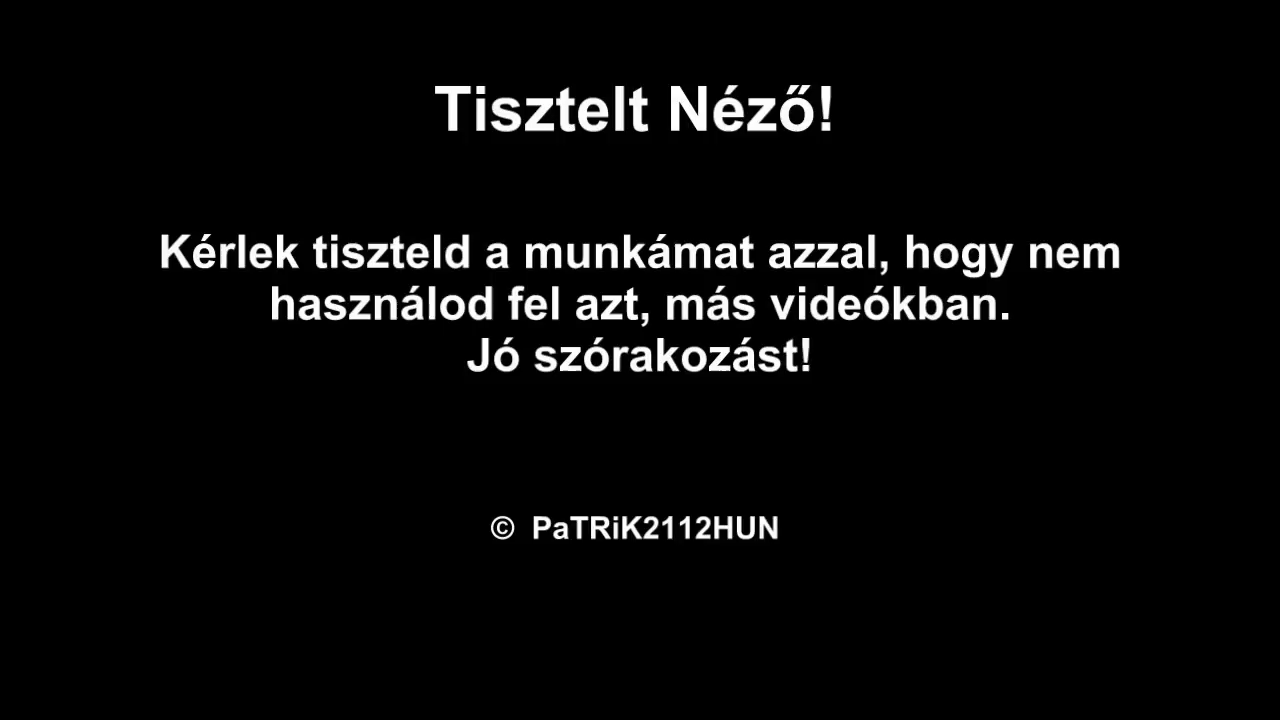 Tisztelt Néző!
Kérlek tiszteld a munkámat azzal, hogy nem
használod fel azt, más videókban.
Jó szórakozást!
© PaTRiK2112HUN